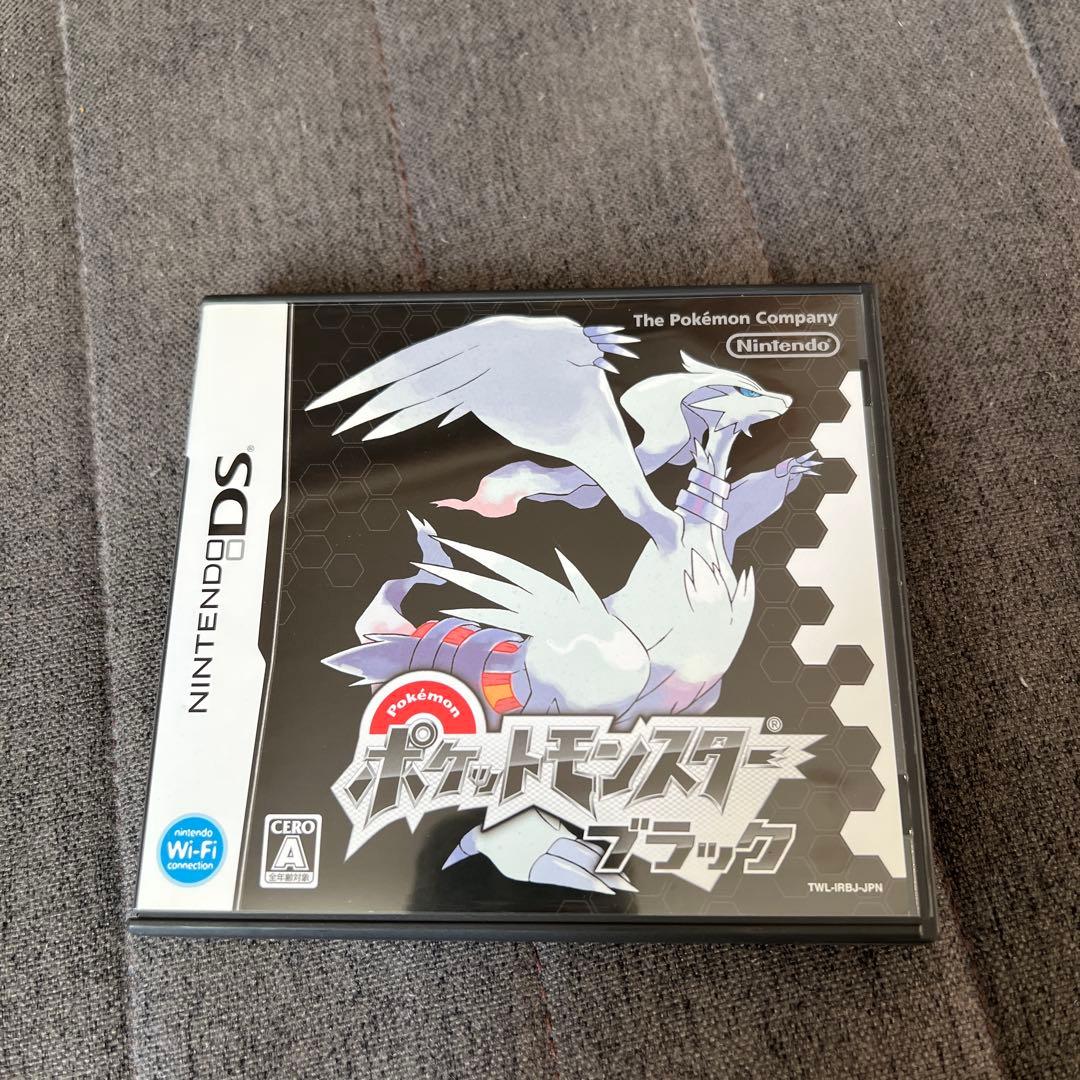 The Pokémon Company
Nintendo
NINTENDO DS®
Pokémon
ポケットモンスター®
ブラック
nintendo
Wi-Fi
connection
CERO
A
全年齢対象
TWL-IRBJ-JPN